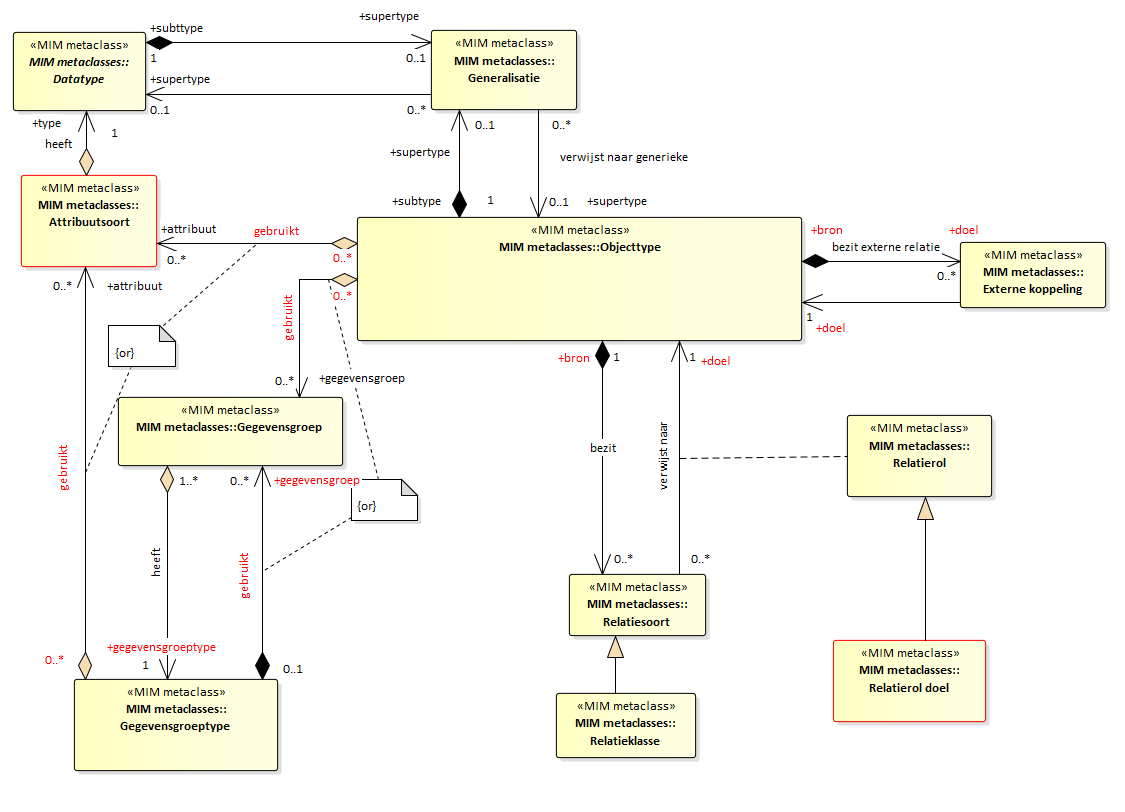 +supertype
+subttype
«MIM metaclass»
MIM metaclasses::
Datatype
1
0..1
«MIM metaclass»
MIM metaclasses::
Generalisatie
+supertype
0..1
0..*
+type
1
heeft
0..1
0..*
+supertype
verwijst naar generieke
«MIM metaclass»
MIM metaclasses::
Attribuutsoort
+subtype
1
0..1
+supertype
+attribuut
gebruikt
0..*
0..*
«MIM metaclass»
MIM metaclasses::Objecttype
+bron
+doel
bezit externe relatie
0..*
«MIM metaclass»
MIM metaclasses::
Externe koppeling
1
+doel
0..*
+attribuut
0..*
gebruikt
{or}
0..*
+gegevensgroep
+bron
1
1
+doel
«MIM metaclass»
MIM metaclasses::Gegevensgroep
bezit
verwijst naar
«MIM metaclass»
MIM metaclasses::
Relatierol
gebruikt
1..*
0..*
+gegevensgroep
{or}
heeft
gebruikt
0..*
0..*
«MIM metaclass»
MIM metaclasses::
Relatiesoort
0..*
+gegevensgroeptype
1
0..1
«MIM metaclass»
MIM metaclasses::
Relatierol doel
«MIM metaclass»
MIM metaclasses::
Gegevensgroeptype
«MIM metaclass»
MIM metaclasses::
Relatieklasse